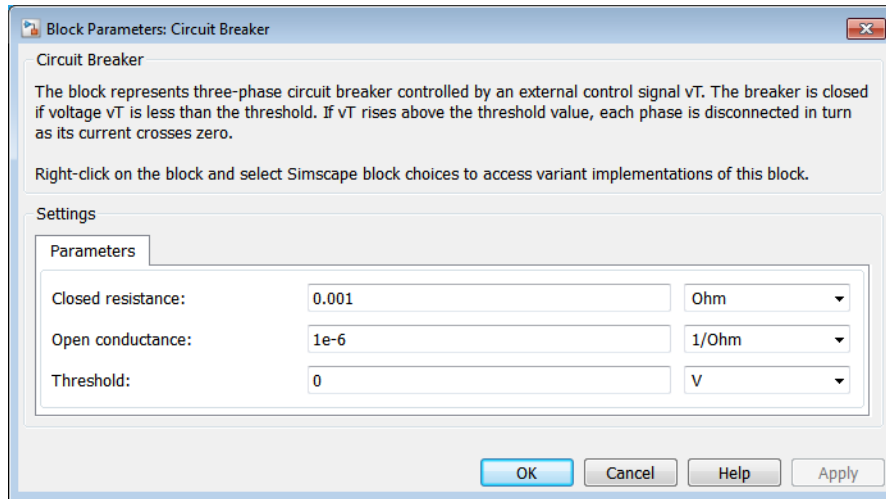 Block Parameters: Circuit Breaker
Circuit Breaker
The block represents three-phase circuit breaker controlled by an external control signal vT. The breaker is closed
if voltage vT is less than the threshold. If vT rises above the threshold value, each phase is disconnected in turn
as its current crosses zero.
Right-click on the block and select Simscape block choices to access variant implementations of this block.
Settings
Parameters
Closed resistance: 0.001 Ohm
Open conductance: 1e-6 1/Ohm
Threshold: 0 V
OK Cancel Help Apply